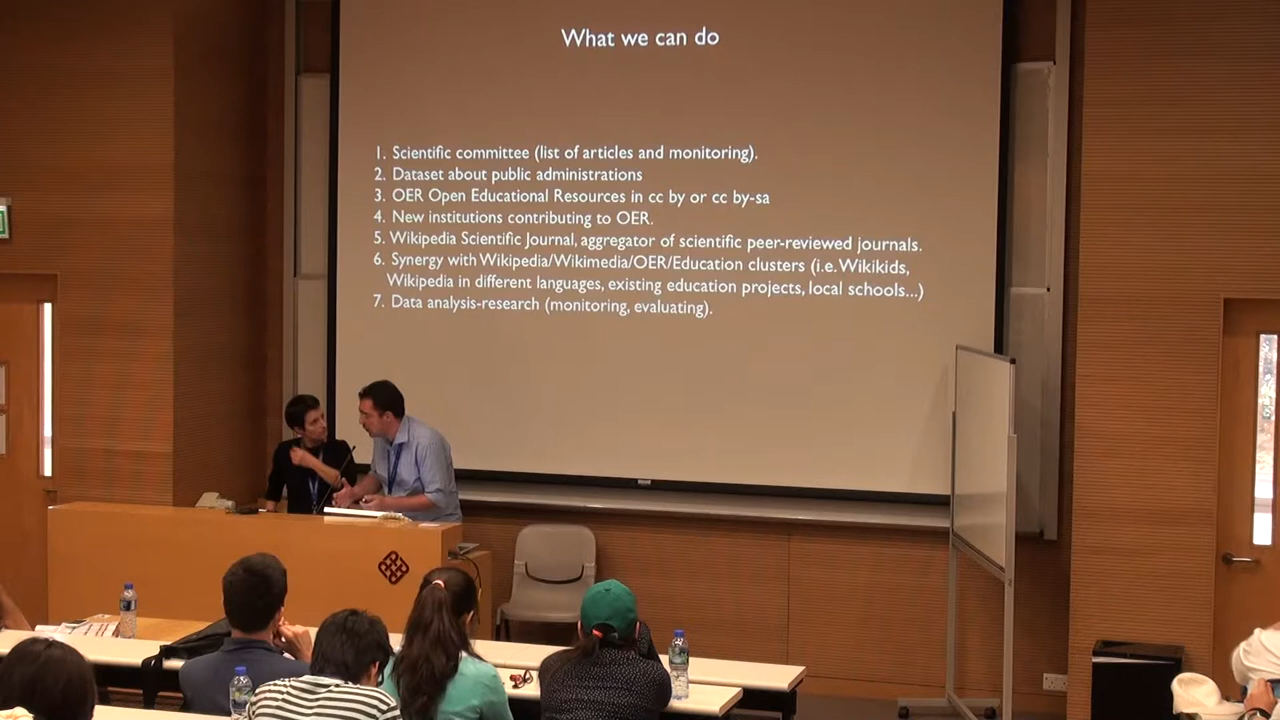 What we can do
1. Scientific committee (list of articles and monitoring).
2. Dataset about public administrations
3. OER Open Educational Resources in cc by or cc by-sa
4. New institutions contributing to OER.
5. Wikipedia Scientific Journal, aggregator of scientific peer-reviewed journals.
6. Synergy with Wikipedia/Wikimedia/OER/Education clusters (i.e. Wikikids,
Wikipedia in different languages, existing education projects, local schools...)
7. Data analysis-research (monitoring, evaluating).